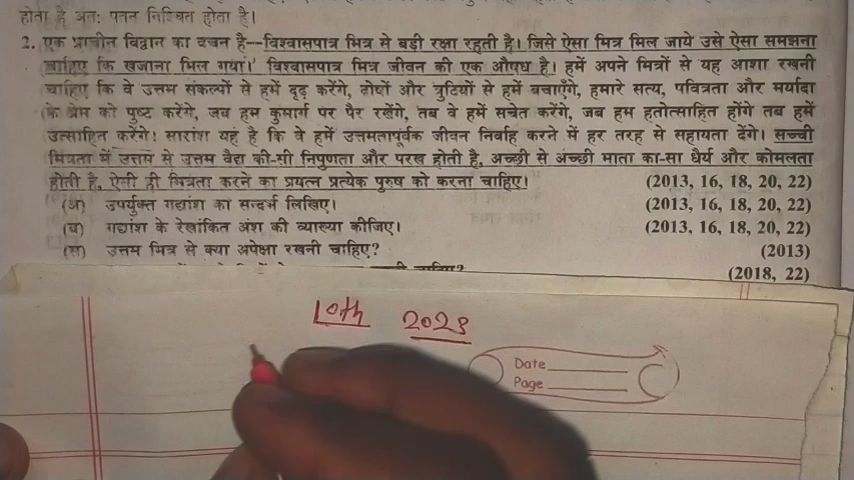 होता है अतः पतन निश्चित होता है।
2. एक प्राचीन विद्वान का वचन है—विश्वासपात्र मित्र से बड़ी रक्षा रहती है। जिसे ऐसा मित्र मिल जाये उसे ऐसा समझना
चाहिए कि खजाना मिल गया।' विश्वासपात्र मित्र जीवन की एक औषध है। हमें अपने मित्रों से यह आशा रखनी
चाहिए कि वे उत्तम संकल्पों से हमें दृढ़ करेंगे, दोषों और त्रुटियों से हमें बचाएँगे, हमारे सत्य, पवित्रता और मर्यादा
के प्रेम को पुष्ट करेंगे, जब हम कुमार्ग पर पैर रखेंगे, तब वे हमें सचेत करेंगे, जब हम हतोत्साहित होंगे तब हमें
उत्साहित करेंगे। सारांश यह है कि वे हमें उत्तमतापूर्वक जीवन निर्वाह करने में हर तरह से सहायता देंगे। सच्ची
मित्रता में उत्तम से उत्तम वैद्य की-सी निपुणता और परख होती है, अच्छी से अच्छी माता का-सा धैर्य और कोमलता
होती है, ऐसी ही मित्रता करने का प्रयत्न प्रत्येक पुरुष को करना चाहिए। (2013, 16, 18, 20, 22)
(अ) उपर्युक्त गद्यांश का सन्दर्भ लिखिए। (2013, 16, 18, 20, 22)
(ब) गद्यांश के रेखांकित अंश की व्याख्या कीजिए। (2013, 16, 18, 20, 22)
(स) उत्तम मित्र से क्या अपेक्षा रखनी चाहिए? (2013)
(2018, 22)
10th 2023
Date
Page